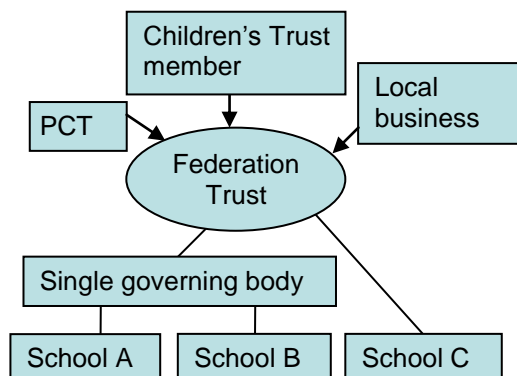 Children’s Trust
member
Local
business
PCT
Federation
Trust
Single governing body
School A
School B
School C